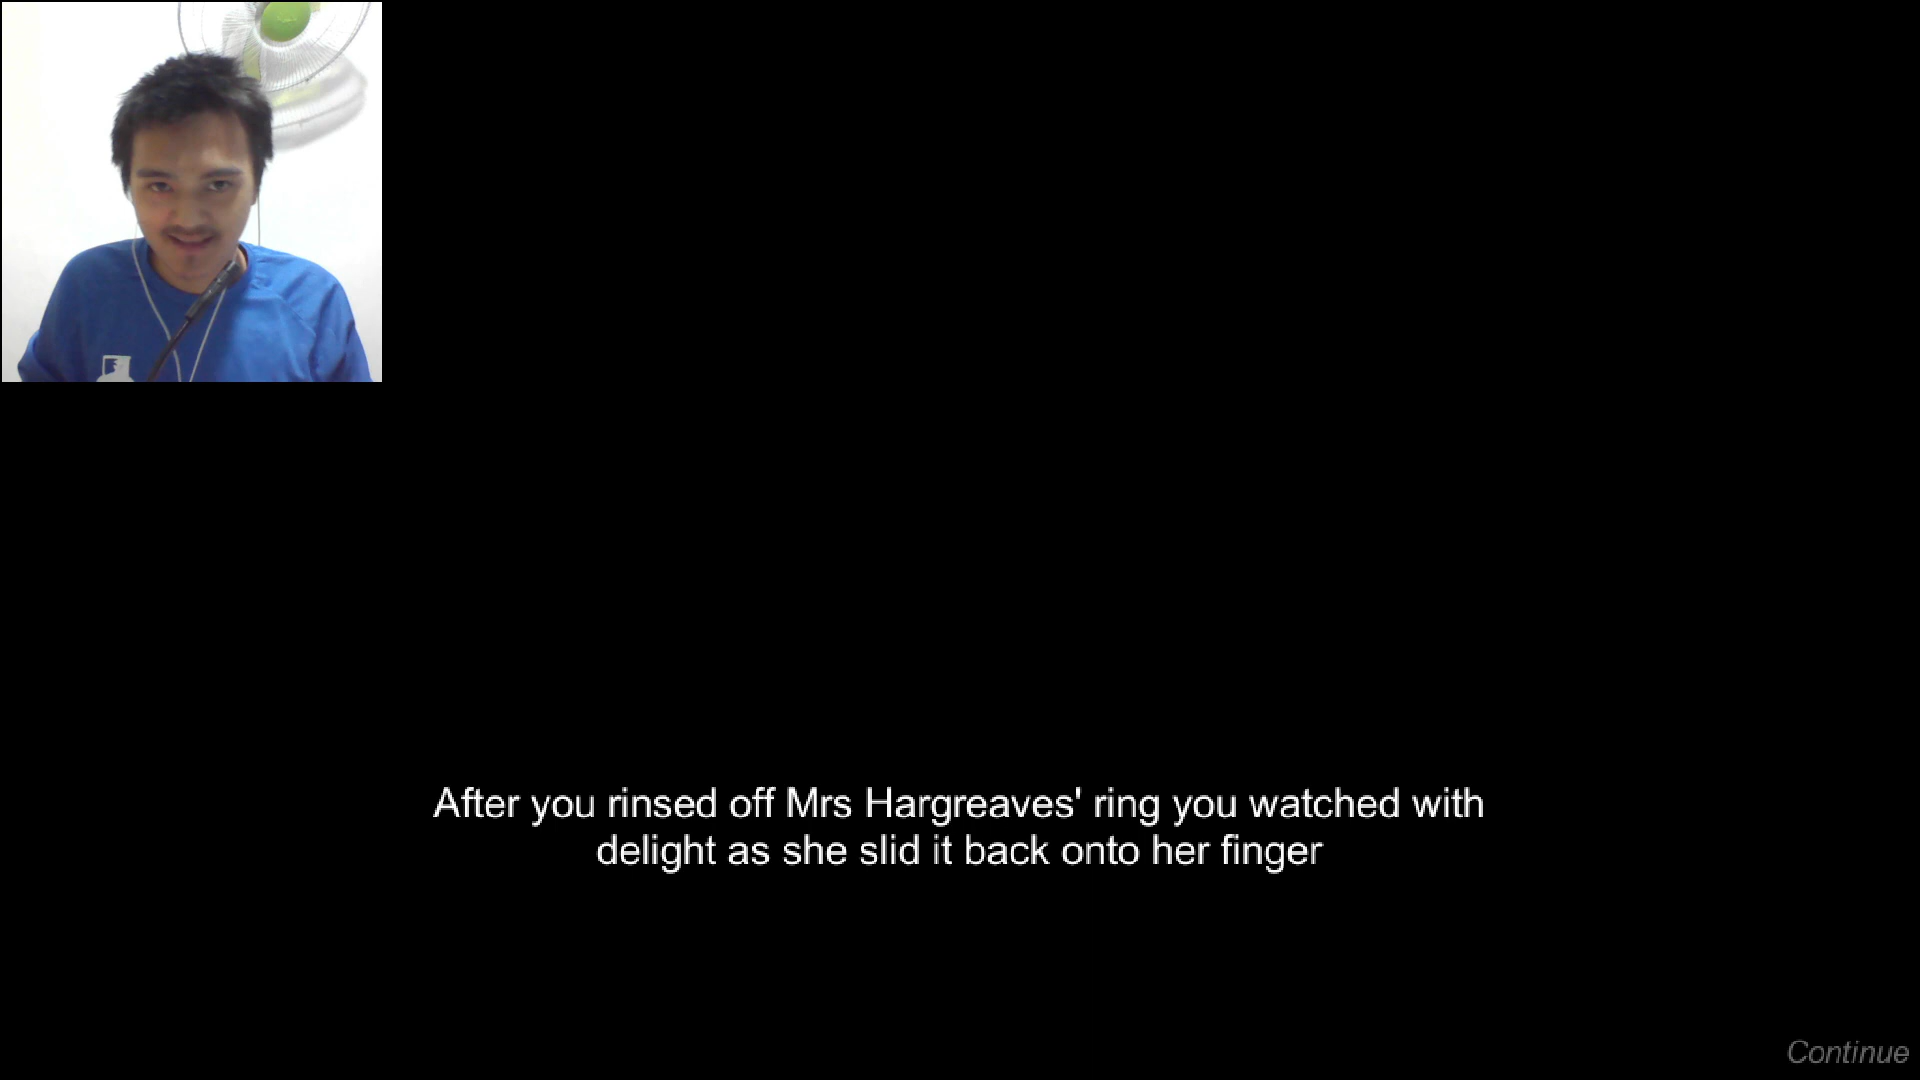 After you rinsed off Mrs Hargreaves' ring you watched with
delight as she slid it back onto her finger
Continue